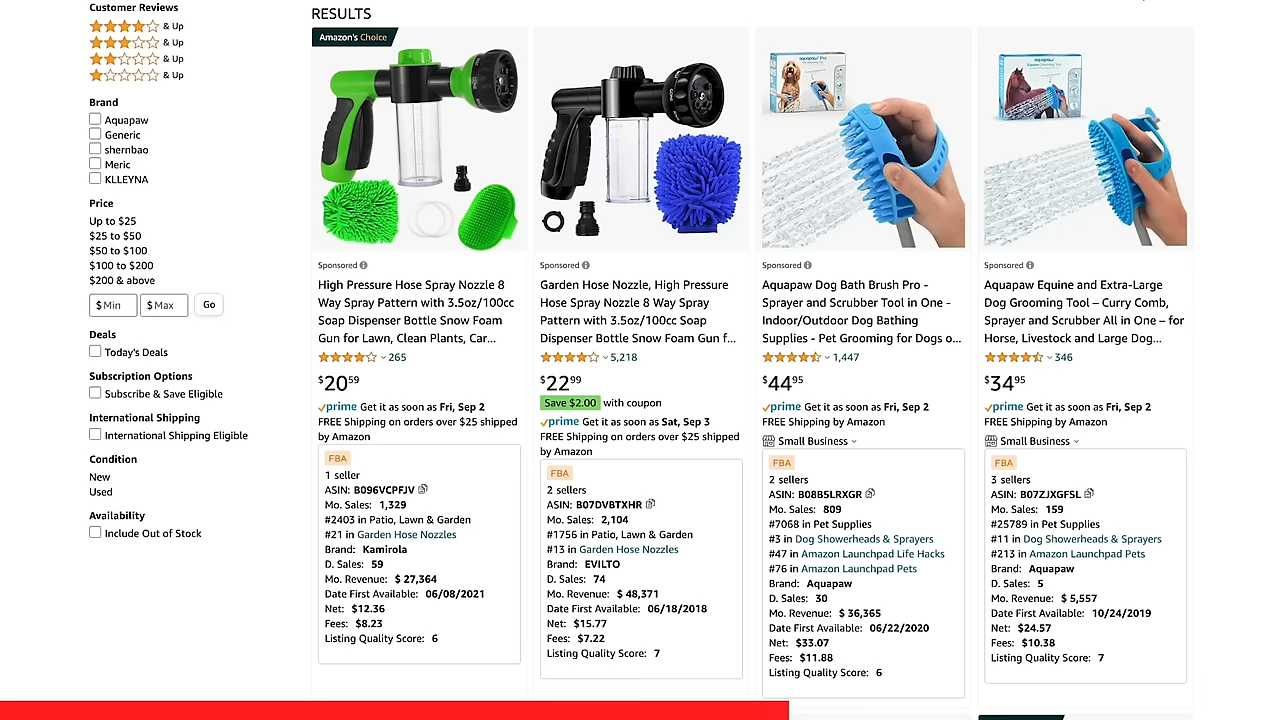 Customer Reviews
& Up
& Up
& Up
& Up
Brand
Aquapaw
Generic
shernbao
Meric
KLLEYNA
Price
Up to $25
$25 to $50
$50 to $100
$100 to $200
$200 & above
$ Min $ Max Go
Deals
Today's Deals
Subscription Options
Subscribe & Save Eligible
International Shipping
International Shipping Eligible
Condition
New
Used
Availability
Include Out of Stock
RESULTS
Amazon's Choice
Sponsored
High Pressure Hose Spray Nozzle 8
Way Spray Pattern with 3.5oz/100cc
Soap Dispenser Bottle Snow Foam
Gun for Lawn, Clean Plants, Car...
265
$2059
prime Get it as soon as Fri, Sep 2
FREE Shipping on orders over $25 shipped
by Amazon
FBA
1 seller
ASIN: B096VCPFJV
Mo. Sales: 1,329
#2403 in Patio, Lawn & Garden
#21 in Garden Hose Nozzles
Brand: Kamirola
D. Sales: 59
Mo. Revenue: $ 27,364
Date First Available: 06/08/2021
Net: $12.36
Fees: $8.23
Listing Quality Score: 6
Sponsored
Garden Hose Nozzle, High Pressure
Hose Spray Nozzle 8 Way Spray
Pattern with 3.5oz/100cc Soap
Dispenser Bottle Snow Foam Gun f...
5,218
$2299
Save $2.00 with coupon
prime Get it as soon as Sat, Sep 3
FREE Shipping on orders over $25 shipped
by Amazon
FBA
2 sellers
ASIN: B07DVBTXHR
Mo. Sales: 2,104
#1756 in Patio, Lawn & Garden
#13 in Garden Hose Nozzles
Brand: EVILTO
D. Sales: 74
Mo. Revenue: $ 48,371
Date First Available: 06/18/2018
Net: $15.77
Fees: $7.22
Listing Quality Score: 7
aquapaw Pro
Sponsored
Aquapaw Dog Bath Brush Pro -
Sprayer and Scrubber Tool in One -
Indoor/Outdoor Dog Bathing
Supplies - Pet Grooming for Dogs o...
1,447
$4495
prime Get it as soon as Fri, Sep 2
FREE Shipping by Amazon
Small Business
FBA
2 sellers
ASIN: B08B5LRXGR
Mo. Sales: 809
#7068 in Pet Supplies
#3 in Dog Showerheads & Sprayers
#47 in Amazon Launchpad Life Hacks
#76 in Amazon Launchpad Pets
Brand: Aquapaw
D. Sales: 30
Mo. Revenue: $ 36,365
Date First Available: 06/22/2020
Net: $33.07
Fees: $11.88
Listing Quality Score: 6
aquapaw
Sponsored
Aquapaw Equine and Extra-Large
Dog Grooming Tool – Curry Comb,
Sprayer and Scrubber All in One – for
Horse, Livestock and Large Dog...
346
$3495
prime Get it as soon as Fri, Sep 2
FREE Shipping by Amazon
Small Business
FBA
3 sellers
ASIN: B07ZJXGFSL
Mo. Sales: 159
#25789 in Pet Supplies
#11 in Dog Showerheads & Sprayers
#213 in Amazon Launchpad Pets
Brand: Aquapaw
D. Sales: 5
Mo. Revenue: $ 5,557
Date First Available: 10/24/2019
Net: $24.57
Fees: $10.38
Listing Quality Score: 7